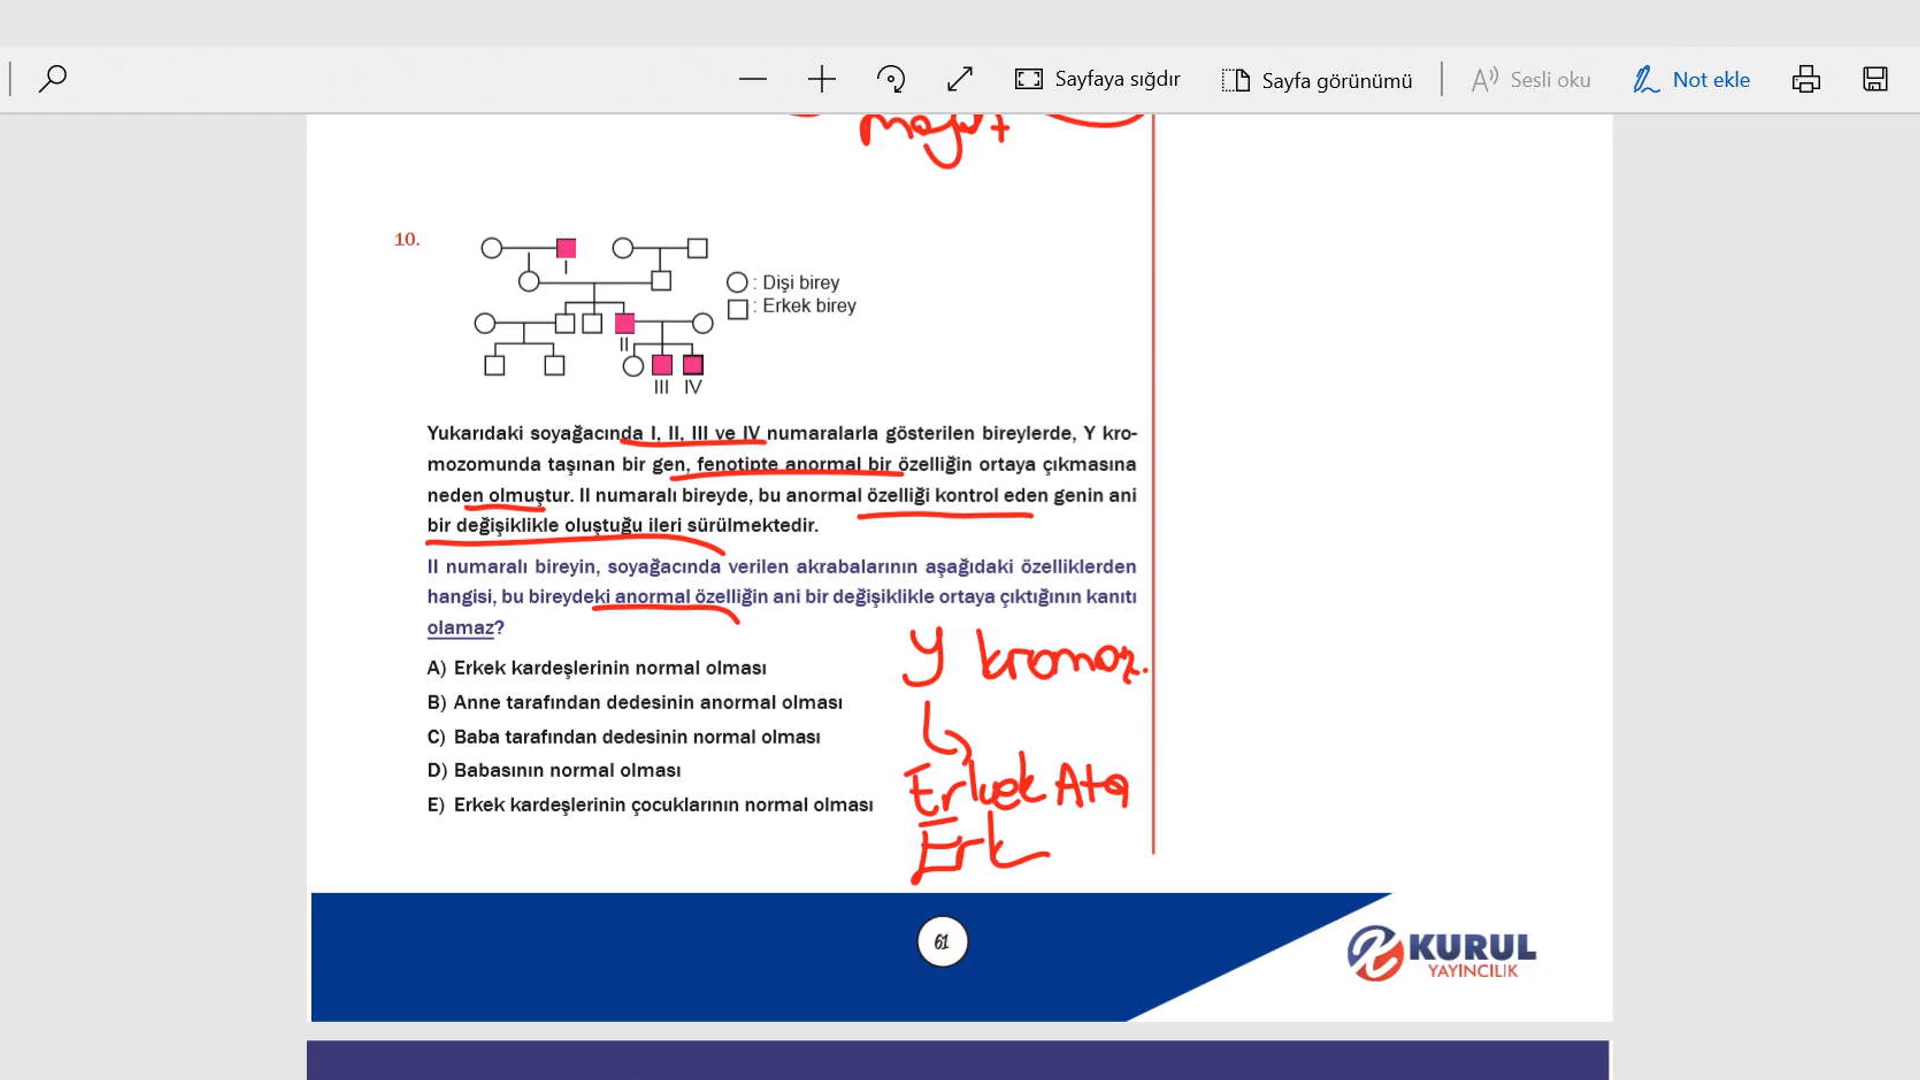 Sayfaya sığdır
Sayfa görünümü
Sesli oku
Not ekle
10.
I
: Dişi birey
: Erkek birey
II
III IV
Yukarıdaki soyağacında I, II, III ve IV numaralarla gösterilen bireylerde, Y kro-
mozomunda taşınan bir gen, fenotipte anormal bir özelliğin ortaya çıkmasına
neden olmuştur. II numaralı bireyde, bu anormal özelliği kontrol eden genin ani
bir değişiklikle oluştuğu ileri sürülmektedir.
II numaralı bireyin, soyağacında verilen akrabalarının aşağıdaki özelliklerden
hangisi, bu bireydeki anormal özelliğin ani bir değişiklikle ortaya çıktığının kanıtı
olamaz?
A) Erkek kardeşlerinin normal olması
B) Anne tarafından dedesinin anormal olması
C) Baba tarafından dedesinin normal olması
D) Babasının normal olması
E) Erkek kardeşlerinin çocuklarının normal olması
Y kromoz.
Erkek Ata
Erk
61
KURUL
YAYINCILIK